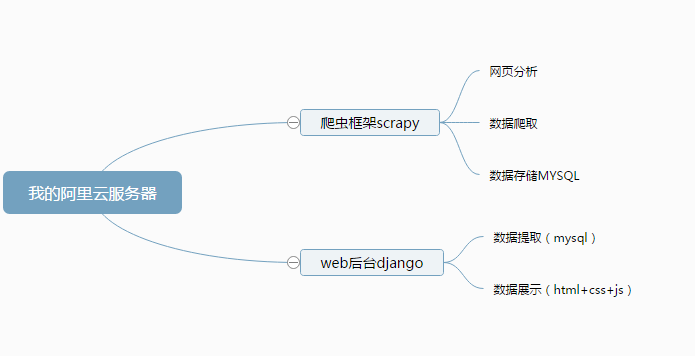 我的阿里云服务器
爬虫框架scrapy
网页分析
数据爬取
数据存储MYSQL
web后台django
数据提取（mysql）
数据展示（html+css+js）